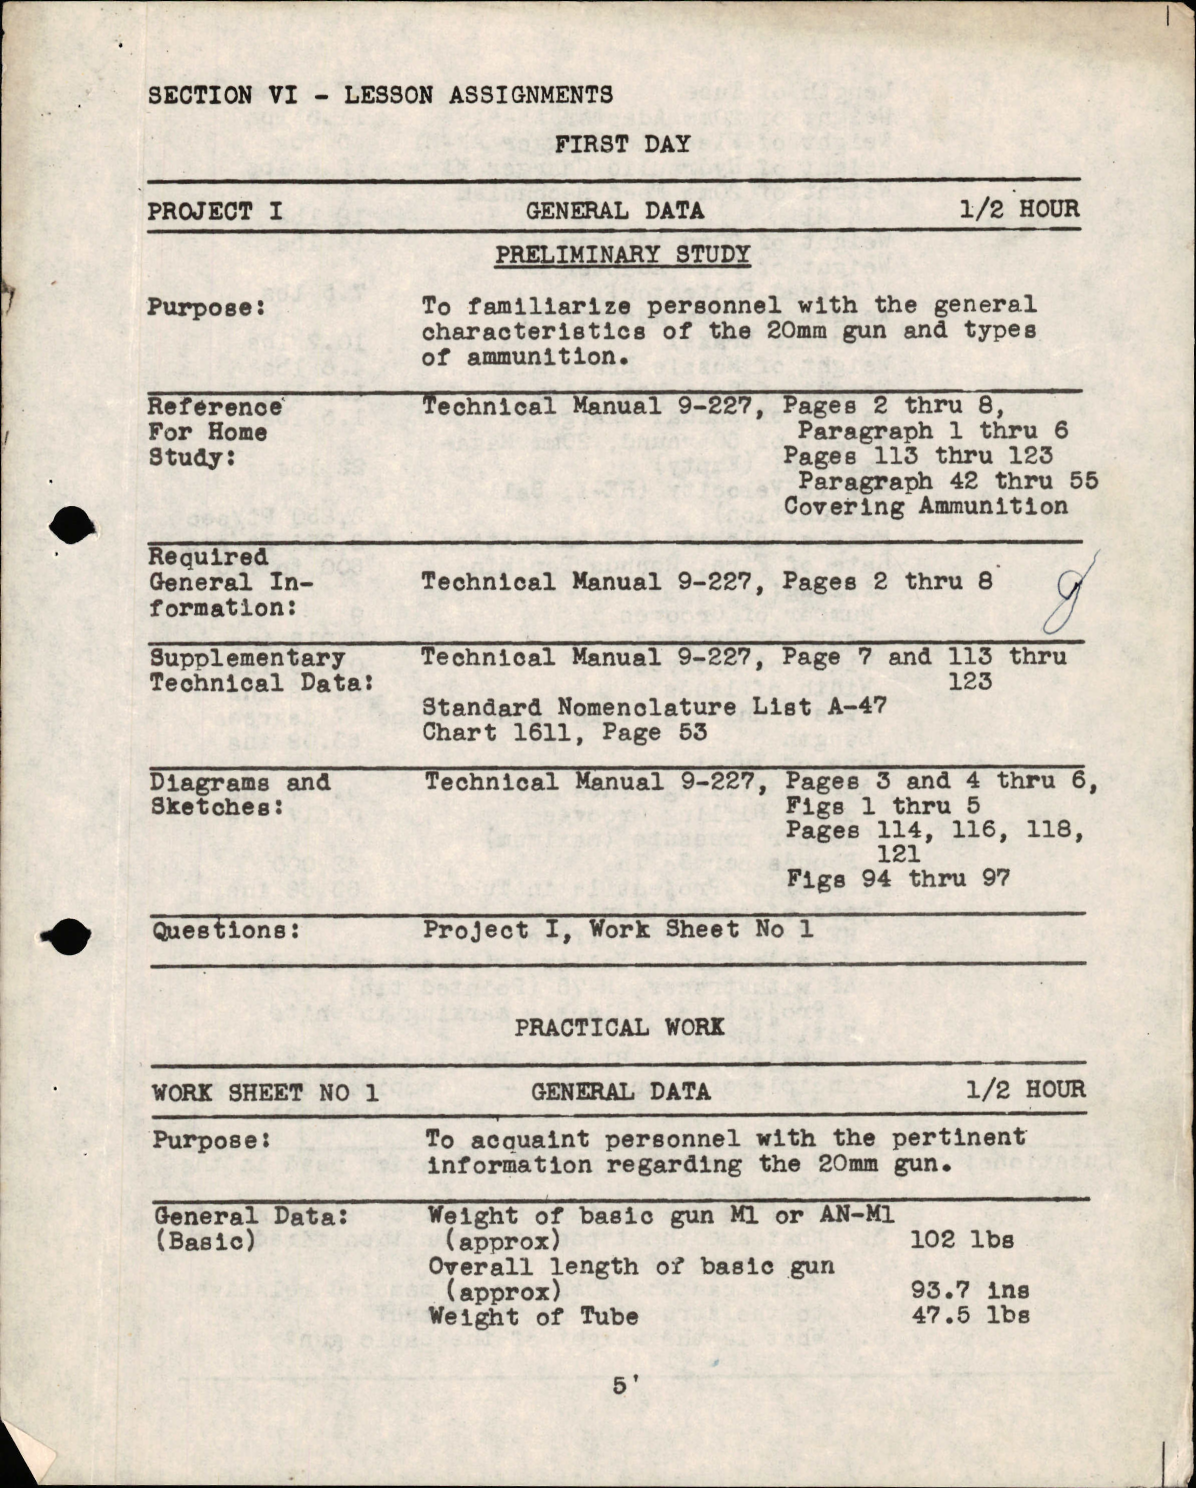 SECTION VI - LESSON ASSIGNMENTS
FIRST DAY
PROJECT I GENERAL DATA 1/2 HOUR
PRELIMINARY STUDY
Purpose: To familiarize personnel with the general
characteristics of the 20mm gun and types
of ammunition.
Reference Technical Manual 9-227, Pages 2 thru 8,
For Home Paragraph 1 thru 6
Study: Pages 113 thru 123
Paragraph 42 thru 55
Covering Ammunition
Required
General In- Technical Manual 9-227, Pages 2 thru 8
formation:
Supplementary Technical Manual 9-227, Page 7 and 113 thru
Technical Data: 123
Standard Nomenclature List A-47
Chart 1611, Page 53
Diagrams and Technical Manual 9-227, Pages 3 and 4 thru 6,
Sketches: Figs 1 thru 5
Pages 114, 116, 118,
121
Figs 94 thru 97
Questions: Project I, Work Sheet No 1
PRACTICAL WORK
WORK SHEET NO 1 GENERAL DATA 1/2 HOUR
Purpose: To acquaint personnel with the pertinent
information regarding the 20mm gun.
General Data: Weight of basic gun M1 or AN-M1
(Basic) (approx) 102 lbs
Overall length of basic gun
(approx) 93.7 ins
Weight of Tube 47.5 lbs
5